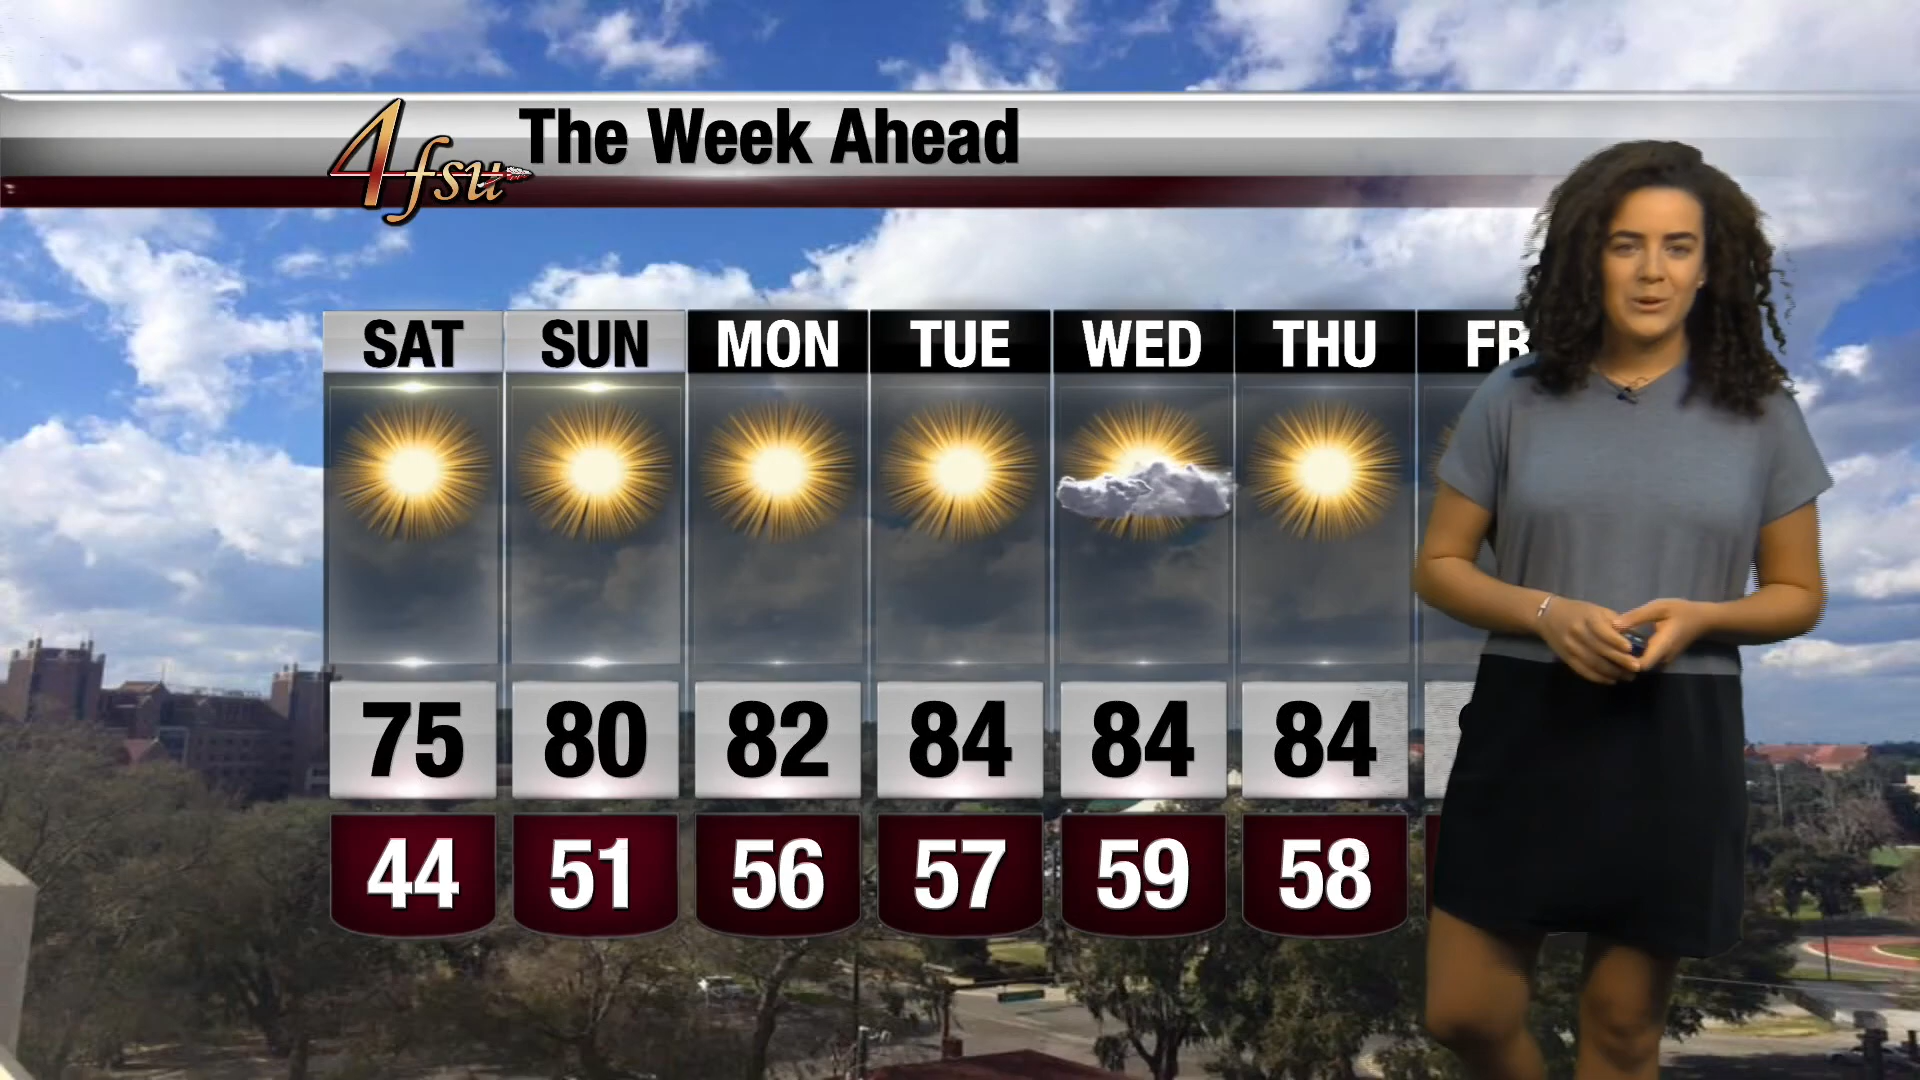 4fsu The Week Ahead
SAT SUN MON TUE WED THU
75 80 82 84 84 84
44 51 56 57 59 58